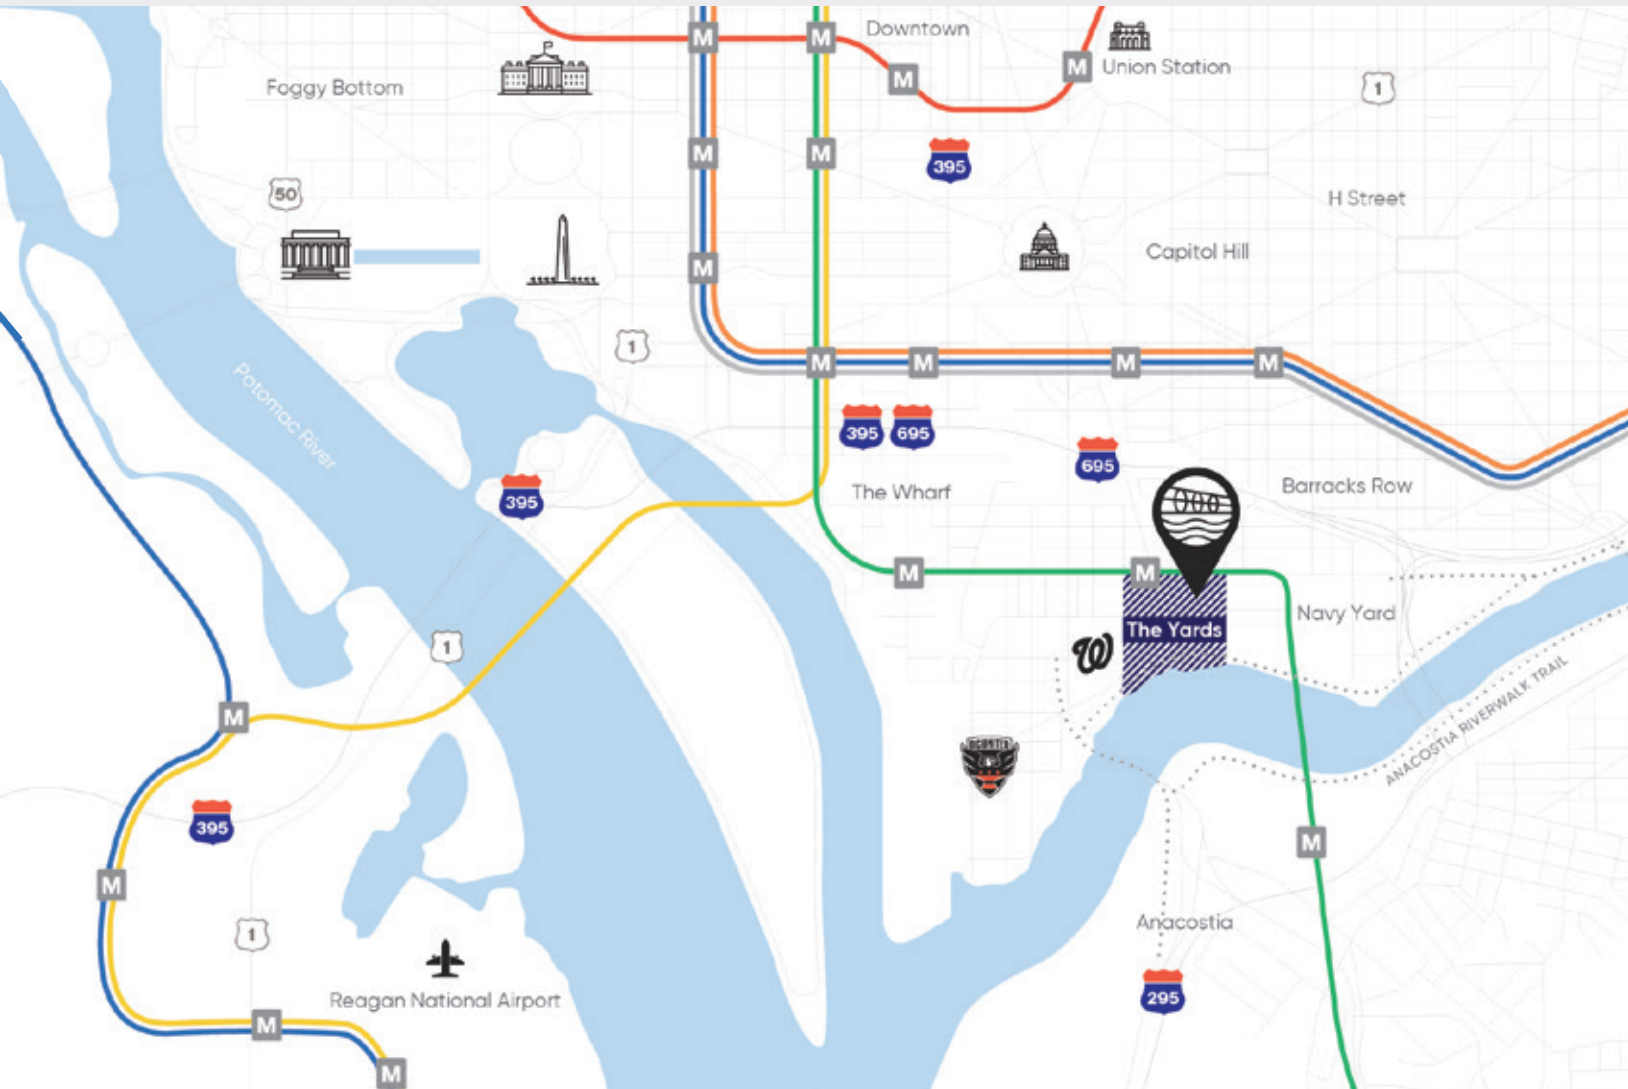 Downtown
M
M
M
M
Union Station
Foggy Bottom
1
M
M
395
50
H Street
Capitol Hill
M
1
M
M
M
M
Potomac River
395
695
695
Barracks Row
The Wharf
395
M
M
The Yards
Navy Yard
1
W
ANACOSTIA RIVERWALK TRAIL
M
395
M
M
Anacostia
1
295
Reagan National Airport
M
M